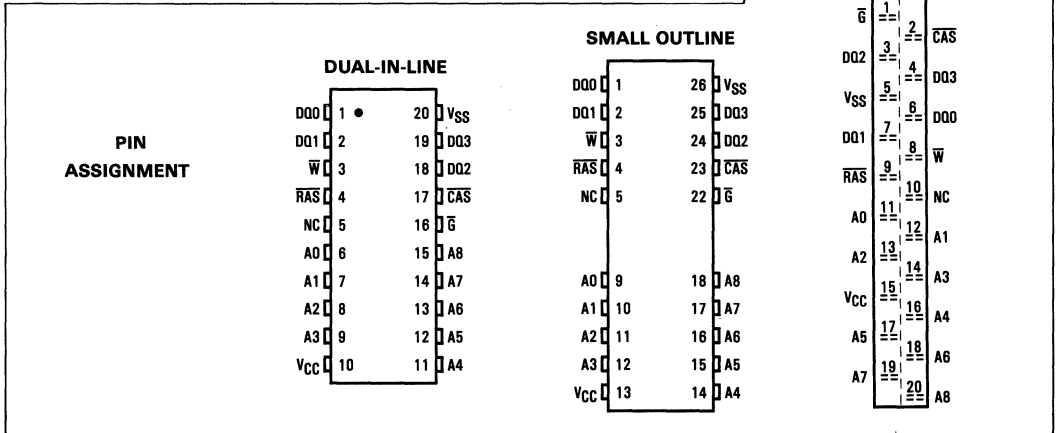 PIN
ASSIGNMENT
DUAL-IN-LINE
DQ0 1 20 VSS
DQ1 2 19 DQ3
W̅ 3 18 DQ2
R̅A̅S̅ 4 17 C̅A̅S̅
NC 5 16 G̅
A0 6 15 A8
A1 7 14 A7
A2 8 13 A6
A3 9 12 A5
VCC 10 11 A4
SMALL OUTLINE
DQ0 1 26 VSS
DQ1 2 25 DQ3
W̅ 3 24 DQ2
R̅A̅S̅ 4 23 C̅A̅S̅
NC 5 22 G̅
A0 9 18 A8
A1 10 17 A7
A2 11 16 A6
A3 12 15 A5
VCC 13 14 A4
G̅ 1
2 C̅A̅S̅
DQ2 3
4 DQ3
VSS 5
6 DQ0
DQ1 7
8 W̅
R̅A̅S̅ 9
10 NC
A0 11
12 A1
A2 13
14 A3
VCC 15
16 A4
A5 17
18 A6
A7 19
20 A8